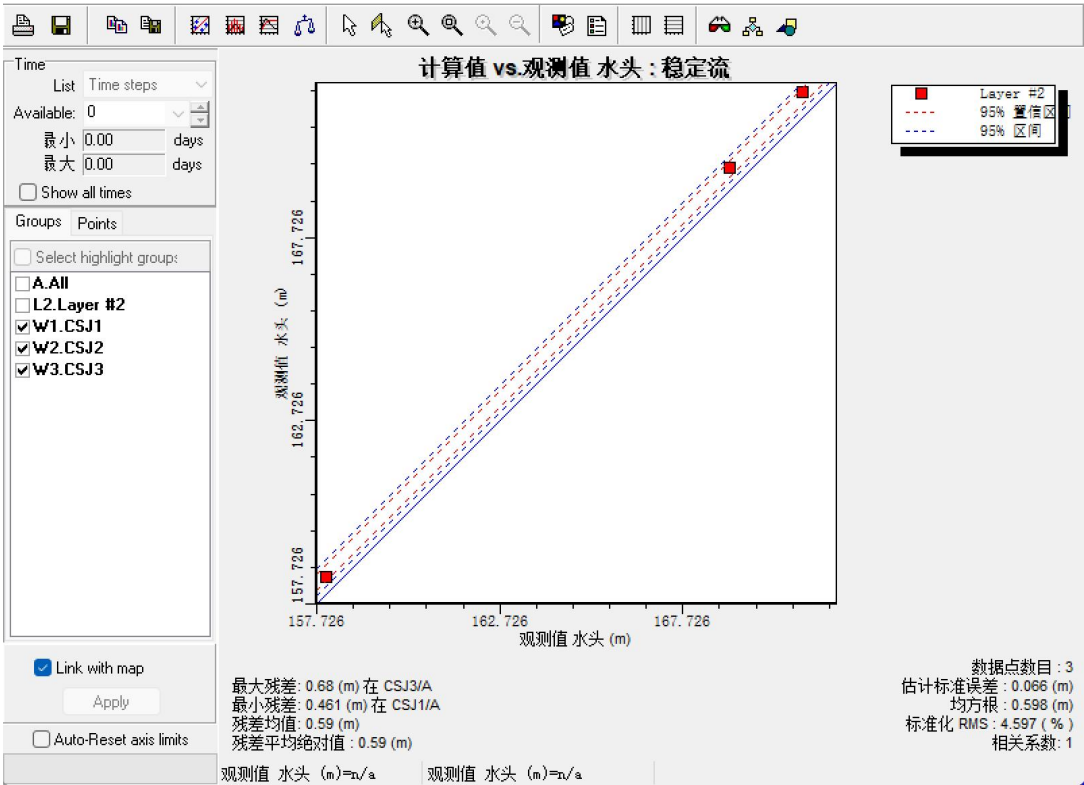 Time
List Time steps
Available: 0
最小 0.00 days
最大 0.00 days
Show all times
Groups Points
Select highlight group:
A.All
L2.Layer #2
W1.CSJ1
W2.CSJ2
W3.CSJ3
Link with map
Apply
Auto-Reset axis limits
计算值 vs.观测值 水头 : 稳定流
Layer #2
95% 置信区间
95% 区间
167.726
162.726
157.726
观测值 水头 (m)
157.726 162.726 167.726
观测值 水头 (m)
最大残差: 0.68 (m) 在 CSJ3/A
最小残差: 0.461 (m) 在 CSJ1/A
残差均值: 0.59 (m)
残差平均绝对值 : 0.59 (m)
数据点数目 : 3
估计标准误差 : 0.066 (m)
均方根 : 0.598 (m)
标准化 RMS : 4.597 ( % )
相关系数: 1
观测值 水头 (m)=n/a 观测值 水头 (m)=n/a